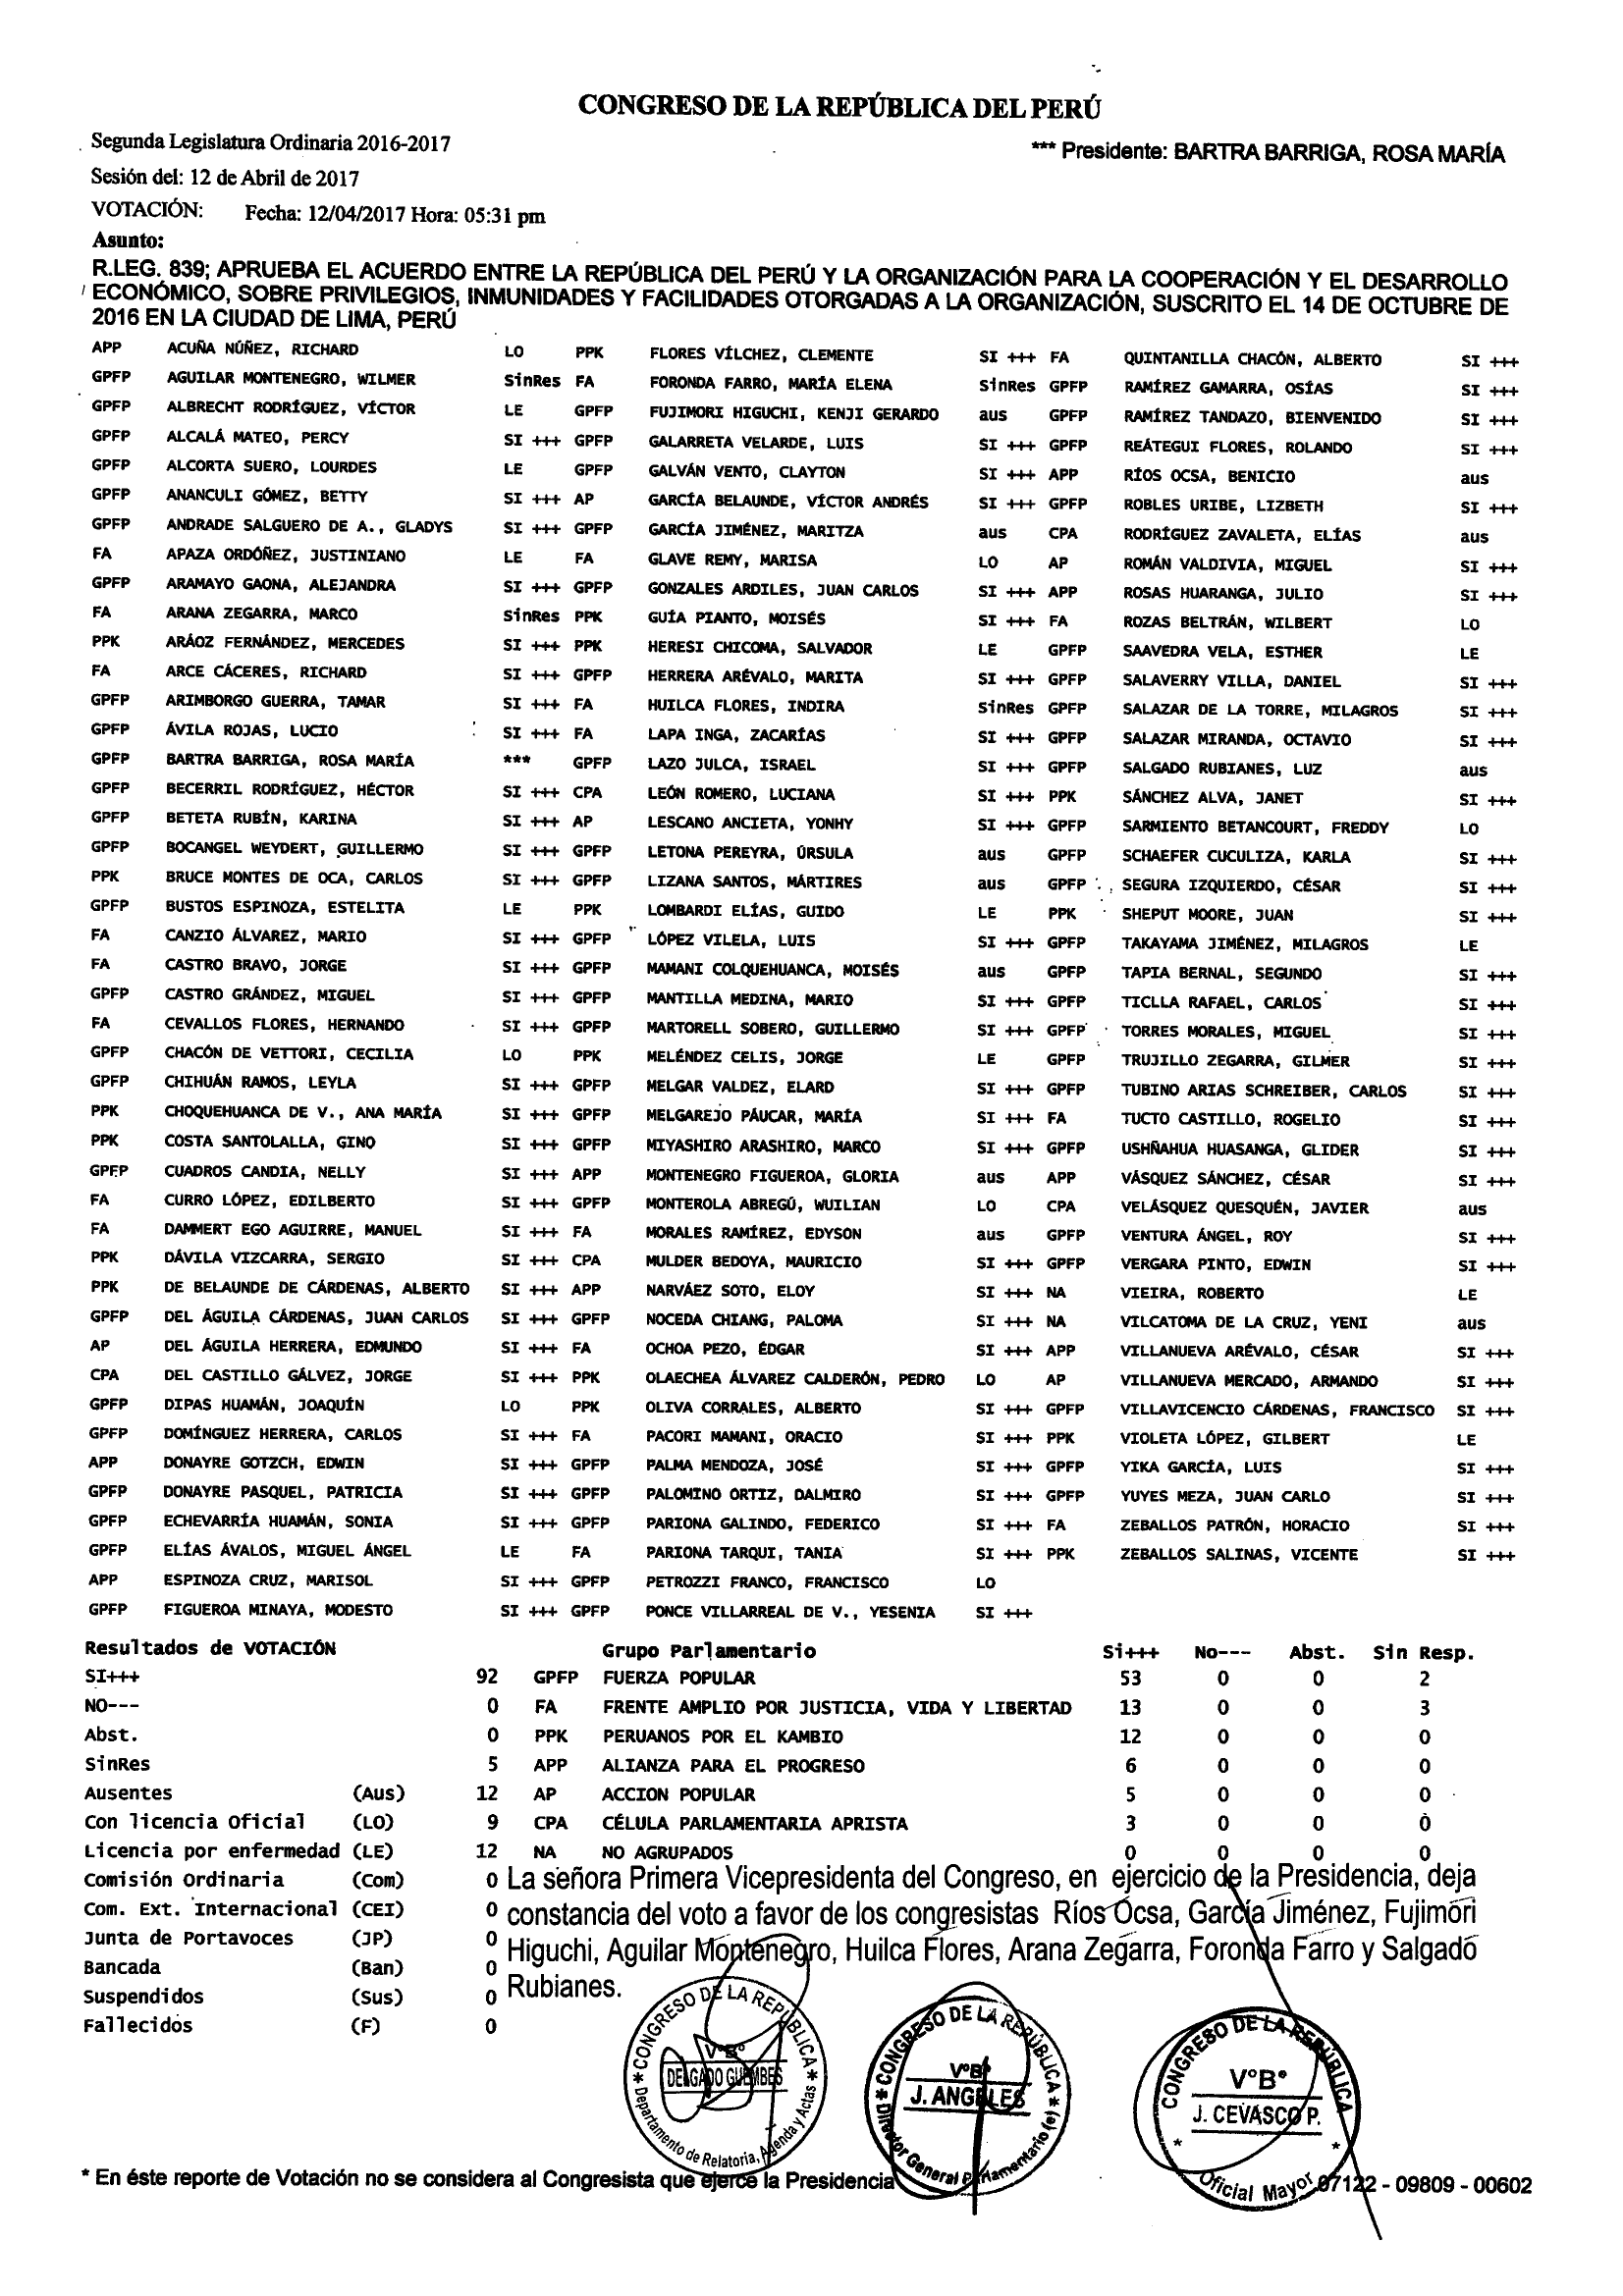 CONGRESO DE LA REPÚBLICA DEL PERÚ
Segunda Legislatura Ordinaria 2016-2017
*** Presidente: BARTRA BARRIGA, ROSA MARÍA
Sesión del: 12 de Abril de 2017
VOTACIÓN: Fecha: 12/04/2017 Hora: 05:31 pm
Asunto:
R.LEG. 839; APRUEBA EL ACUERDO ENTRE LA REPÚBLICA DEL PERÚ Y LA ORGANIZACIÓN PARA LA COOPERACIÓN Y EL DESARROLLO
ECONÓMICO, SOBRE PRIVILEGIOS, INMUNIDADES Y FACILIDADES OTORGADAS A LA ORGANIZACIÓN, SUSCRITO EL 14 DE OCTUBRE DE
2016 EN LA CIUDAD DE LIMA, PERÚ
APP ACUÑA NÚÑEZ, RICHARD LO PPK FLORES VÍLCHEZ, CLEMENTE SI +++ FA QUINTANILLA CHACÓN, ALBERTO SI +++
GPFP AGUILAR MONTENEGRO, WILMER SinRes FA FORONDA FARRO, MARÍA ELENA SinRes GPFP RAMÍREZ GAMARRA, OSÍAS SI +++
GPFP ALBRECHT RODRÍGUEZ, VÍCTOR LE GPFP FUJIMORI HIGUCHI, KENJI GERARDO aus GPFP RAMÍREZ TANDAZO, BIENVENIDO SI +++
GPFP ALCALÁ MATEO, PERCY SI +++ GPFP GALARRETA VELARDE, LUIS SI +++ GPFP REÁTEGUI FLORES, ROLANDO SI +++
GPFP ALCORTA SUERO, LOURDES LE GPFP GALVÁN VENTO, CLAYTON SI +++ APP RÍOS OCSA, BENICIO aus
GPFP ANANCULI GÓMEZ, BETTY SI +++ AP GARCÍA BELAUNDE, VÍCTOR ANDRÉS SI +++ GPFP ROBLES URIBE, LIZBETH SI +++
GPFP ANDRADE SALGUERO DE A., GLADYS SI +++ GPFP GARCÍA JIMÉNEZ, MARITZA aus CPA RODRÍGUEZ ZAVALETA, ELÍAS aus
FA APAZA ORDÓÑEZ, JUSTINIANO LE FA GLAVE REMY, MARISA LO AP ROMÁN VALDIVIA, MIGUEL SI +++
GPFP ARAMAYO GAONA, ALEJANDRA SI +++ GPFP GONZALES ARDILES, JUAN CARLOS SI +++ APP ROSAS HUARANGA, JULIO SI +++
FA ARANA ZEGARRA, MARCO SinRes PPK GUÍA PIANTO, MOISÉS SI +++ FA ROZAS BELTRÁN, WILBERT LO
PPK ARÁOZ FERNÁNDEZ, MERCEDES SI +++ PPK HERESI CHICOMA, SALVADOR LE GPFP SAAVEDRA VELA, ESTHER LE
FA ARCE CÁCERES, RICHARD SI +++ GPFP HERRERA ARÉVALO, MARITA SI +++ GPFP SALAVERRY VILLA, DANIEL SI +++
GPFP ARIMBORGO GUERRA, TAMAR SI +++ FA HUILCA FLORES, INDIRA SinRes GPFP SALAZAR DE LA TORRE, MILAGROS SI +++
GPFP ÁVILA ROJAS, LUCIO SI +++ FA LAPA INGA, ZACARÍAS SI +++ GPFP SALAZAR MIRANDA, OCTAVIO SI +++
GPFP BARTRA BARRIGA, ROSA MARÍA *** GPFP LAZO JULCA, ISRAEL SI +++ GPFP SALGADO RUBIANES, LUZ aus
GPFP BECERRIL RODRÍGUEZ, HÉCTOR SI +++ CPA LEÓN ROMERO, LUCIANA SI +++ PPK SÁNCHEZ ALVA, JANET SI +++
GPFP BETETA RUBÍN, KARINA SI +++ AP LESCANO ANCIETA, YONHY SI +++ GPFP SARMIENTO BETANCOURT, FREDDY LO
GPFP BOCANGEL WEYDERT, GUILLERMO SI +++ GPFP LETONA PEREYRA, ÚRSULA aus GPFP SCHAEFER CUCULIZA, KARLA SI +++
PPK BRUCE MONTES DE OCA, CARLOS SI +++ GPFP LIZANA SANTOS, MÁRTIRES aus GPFP SEGURA IZQUIERDO, CÉSAR SI +++
GPFP BUSTOS ESPINOZA, ESTELITA LE PPK LOMBARDI ELÍAS, GUIDO LE PPK SHEPUT MOORE, JUAN SI +++
FA CANZIO ÁLVAREZ, MARIO SI +++ GPFP LÓPEZ VILELA, LUIS SI +++ GPFP TAKAYAMA JIMÉNEZ, MILAGROS LE
FA CASTRO BRAVO, JORGE SI +++ GPFP MAMANI COLQUEHUANCA, MOISÉS aus GPFP TAPIA BERNAL, SEGUNDO SI +++
GPFP CASTRO GRÁNDEZ, MIGUEL SI +++ GPFP MANTILLA MEDINA, MARIO SI +++ GPFP TICLLA RAFAEL, CARLOS SI +++
FA CEVALLOS FLORES, HERNANDO SI +++ GPFP MARTORELL SOBERO, GUILLERMO SI +++ GPFP TORRES MORALES, MIGUEL SI +++
GPFP CHACÓN DE VETTORI, CECILIA LO PPK MELÉNDEZ CELIS, JORGE LE GPFP TRUJILLO ZEGARRA, GILMER SI +++
GPFP CHIHUÁN RAMOS, LEYLA SI +++ GPFP MELGAR VALDEZ, ELARD SI +++ GPFP TUBINO ARIAS SCHREIBER, CARLOS SI +++
PPK CHOQUEHUANCA DE V., ANA MARÍA SI +++ GPFP MELGAREJO PÁUCAR, MARÍA SI +++ FA TUCTO CASTILLO, ROGELIO SI +++
PPK COSTA SANTOLALLA, GINO SI +++ GPFP MIYASHIRO ARASHIRO, MARCO SI +++ GPFP USHÑAHUA HUASANGA, GLIDER SI +++
GPFP CUADROS CANDIA, NELLY SI +++ APP MONTENEGRO FIGUEROA, GLORIA aus APP VÁSQUEZ SÁNCHEZ, CÉSAR SI +++
FA CURRO LÓPEZ, EDILBERTO SI +++ GPFP MONTEROLA ABREGÚ, WUILIAN LO CPA VELÁSQUEZ QUESQUÉN, JAVIER aus
FA DAMMERT EGO AGUIRRE, MANUEL SI +++ FA MORALES RAMÍREZ, EDYSON aus GPFP VENTURA ÁNGEL, ROY SI +++
PPK DÁVILA VIZCARRA, SERGIO SI +++ CPA MULDER BEDOYA, MAURICIO SI +++ GPFP VERGARA PINTO, EDWIN SI +++
PPK DE BELAUNDE DE CÁRDENAS, ALBERTO SI +++ APP NARVÁEZ SOTO, ELOY SI +++ NA VIEIRA, ROBERTO LE
GPFP DEL ÁGUILA CÁRDENAS, JUAN CARLOS SI +++ GPFP NOCEDA CHIANG, PALOMA SI +++ NA VILCATOMA DE LA CRUZ, YENI aus
AP DEL ÁGUILA HERRERA, EDMUNDO SI +++ FA OCHOA PEZO, ÉDGAR SI +++ APP VILLANUEVA ARÉVALO, CÉSAR SI +++
CPA DEL CASTILLO GÁLVEZ, JORGE SI +++ PPK OLAECHEA ÁLVAREZ CALDERÓN, PEDRO LO AP VILLANUEVA MERCADO, ARMANDO SI +++
GPFP DIPAS HUAMÁN, JOAQUÍN LO PPK OLIVA CORRALES, ALBERTO SI +++ GPFP VILLAVICENCIO CÁRDENAS, FRANCISCO SI +++
GPFP DOMÍNGUEZ HERRERA, CARLOS SI +++ FA PACORI MAMANI, ORACIO SI +++ PPK VIOLETA LÓPEZ, GILBERT LE
APP DONAYRE GOTZCH, EDWIN SI +++ GPFP PALMA MENDOZA, JOSÉ SI +++ GPFP YIKA GARCÍA, LUIS SI +++
GPFP DONAYRE PASQUEL, PATRICIA SI +++ GPFP PALOMINO ORTIZ, DALMIRO SI +++ GPFP YUYES MEZA, JUAN CARLO SI +++
GPFP ECHEVARRÍA HUAMÁN, SONIA SI +++ GPFP PARIONA GALINDO, FEDERICO SI +++ FA ZEBALLOS PATRÓN, HORACIO SI +++
GPFP ELÍAS ÁVALOS, MIGUEL ÁNGEL LE FA PARIONA TARQUI, TANIA SI +++ PPK ZEBALLOS SALINAS, VICENTE SI +++
APP ESPINOZA CRUZ, MARISOL SI +++ GPFP PETROZZI FRANCO, FRANCISCO LO
GPFP FIGUEROA MINAYA, MODESTO SI +++ GPFP PONCE VILLARREAL DE V., YESENIA SI +++
Resultados de VOTACIÓN Grupo Parlamentario Si+++ No--- Abst. Sin Resp.
SI+++ 92 GPFP FUERZA POPULAR 53 0 0 2
NO--- 0 FA FRENTE AMPLIO POR JUSTICIA, VIDA Y LIBERTAD 13 0 0 3
Abst. 0 PPK PERUANOS POR EL KAMBIO 12 0 0 0
SinRes 5 APP ALIANZA PARA EL PROGRESO 6 0 0 0
Ausentes (Aus) 12 AP ACCION POPULAR 5 0 0 0
Con licencia Oficial (LO) 9 CPA CÉLULA PARLAMENTARIA APRISTA 3 0 0 0
Licencia por enfermedad (LE) 12 NA NO AGRUPADOS 0 0 0 0
Comisión Ordinaria (Com) 0
Com. Ext. Internacional (CEI) 0
Junta de Portavoces (JP) 0
Bancada (Ban) 0
Suspendidos (Sus) 0
Fallecidos (F) 0
La señora Primera Vicepresidenta del Congreso, en ejercicio de la Presidencia, deja
constancia del voto a favor de los congresistas Ríos Ocsa, García Jiménez, Fujimori
Higuchi, Aguilar Montenegro, Huilca Flores, Arana Zegarra, Foronda Farro y Salgado
Rubianes.
* CONGRESO DE LA REPÚBLICA *
V°B°
DELGADO GUEMBES
Departamento de Relatoria, Agenda y Actas
* CONGRESO DE LA REPÚBLICA *
V°B°
J. ANGELES
Director General Parlamentario (e)
CONGRESO DE LA REPÚBLICA
V°B°
J. CEVASCO P.
* Oficial Mayor *
* En éste reporte de Votación no se considera al Congresista que ejerce la Presidencia
07122 - 09809 - 00602